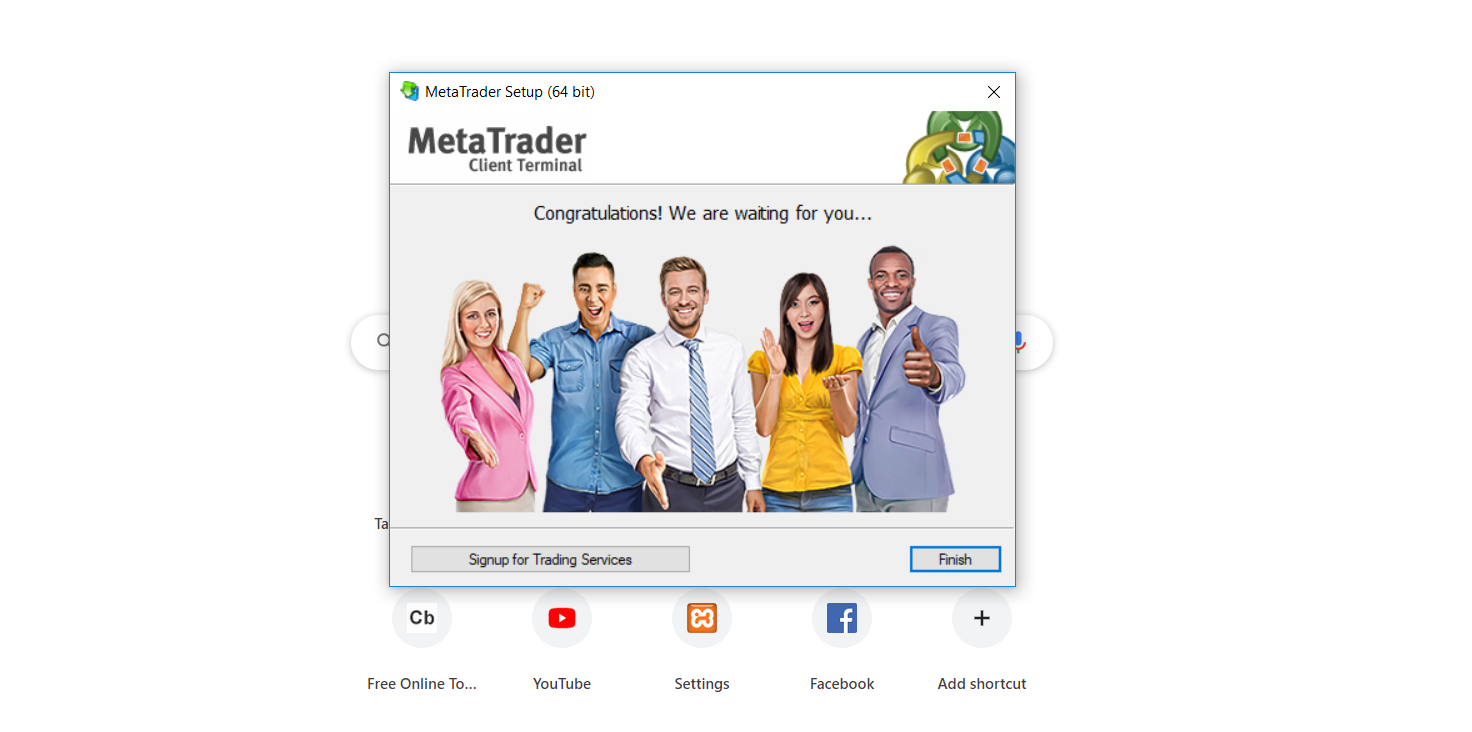 MetaTrader Setup (64 bit)
MetaTrader
Client Terminal
Congratulations! We are waiting for you...
Ta
Signup for Trading Services
Finish
Cb
Free Online To...
YouTube
Settings
Facebook
Add shortcut